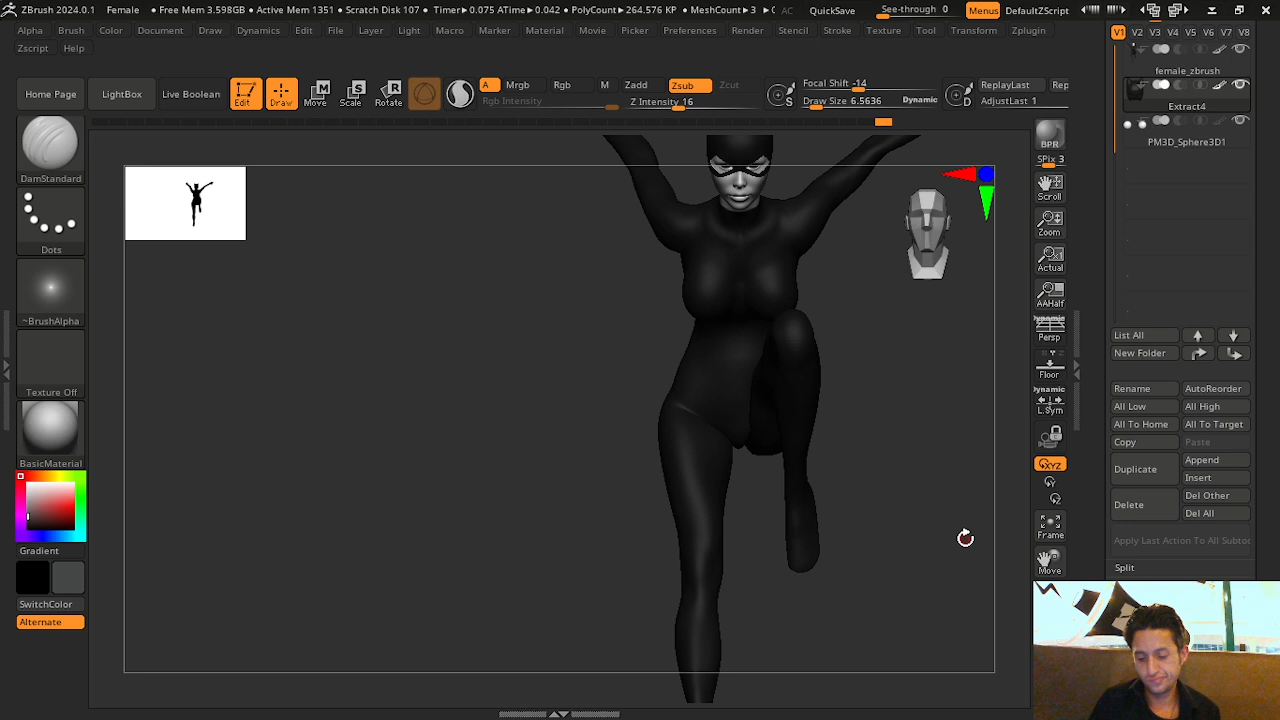 ZBrush 2024.0.1 Female • Free Mem 3.598GB • Active Mem 1351 • Scratch Disk 107 • Timer▸0.075 ATime▸0.042 • PolyCount▸264.576 KP • MeshCount▸3 AC QuickSave See-through 0 Menus DefaultZScript
Alpha Brush Color Document Draw Dynamics Edit File Layer Light Macro Marker Material Movie Picker Preferences Render Stencil Stroke Texture Tool Transform Zplugin
Zscript Help
V1 V2 V3 V4 V5 V6 V7 V8
Home Page LightBox Live Boolean Edit Draw Move Scale Rotate
A Mrgb Rgb M Zadd Zsub Zcut
Rgb Intensity Z Intensity 16
Focal Shift -14
Draw Size 6.5636 Dynamic
S D
ReplayLast Rep
AdjustLast 1
female_zbrush
Extract4
PM3D_Sphere3D1
DamStandard
Dots
~BrushAlpha
Texture Off
BasicMaterial
Gradient
SwitchColor
Alternate
BPR
SPix 3
Scroll
Zoom
Actual
AAHalf
Dynamic
Persp
Floor
Dynamic
L.Sym
XYZ
Y
Z
Frame
Move
List All
New Folder
Rename AutoReorder
All Low All High
All To Home All To Target
Copy Paste
Duplicate Append
Insert
Delete Del Other
Del All
Apply Last Action To All Subtoo
Split